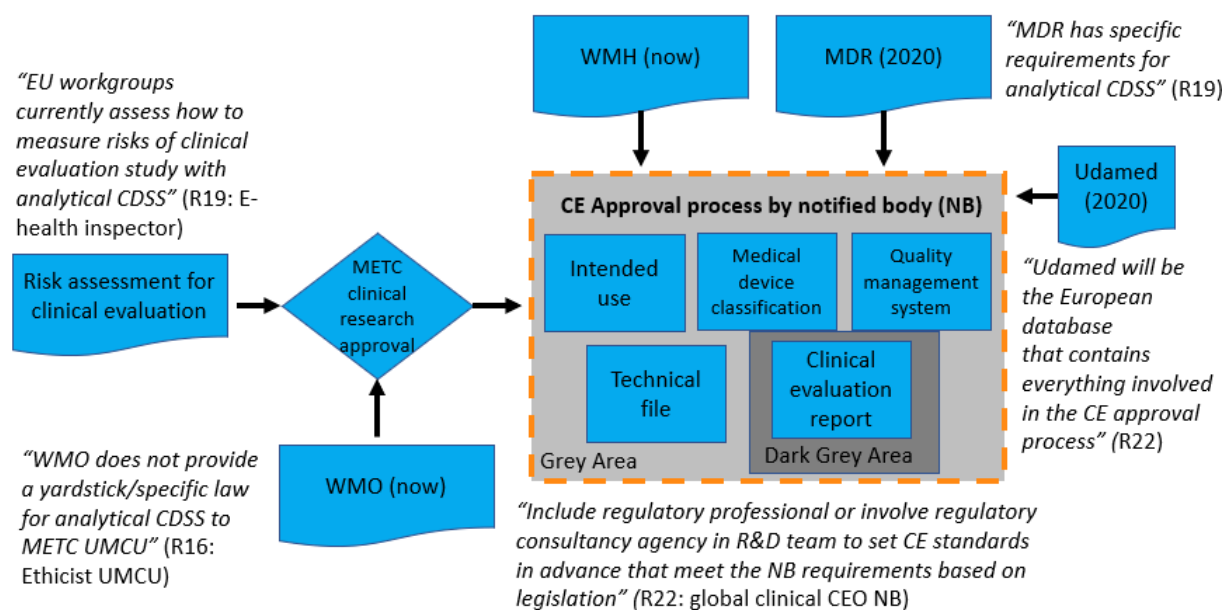 “EU workgroups
currently assess how to
measure risks of clinical
evaluation study with
analytical CDSS” (R19: E-
health inspector)
Risk assessment for
clinical evaluation
METC
clinical
research
approval
“WMO does not provide
a yardstick/specific law
for analytical CDSS to
METC UMCU” (R16:
Ethicist UMCU)
WMO (now)
WMH (now)
MDR (2020)
“MDR has specific
requirements for
analytical CDSS” (R19)
Udamed
(2020)
“Udamed will be
the European
database
that contains
everything involved
in the CE approval
process” (R22)
CE Approval process by notified body (NB)
Intended
use
Medical
device
classification
Quality
management
system
Technical
file
Clinical
evaluation
report
Grey Area
Dark Grey Area
“Include regulatory professional or involve regulatory
consultancy agency in R&D team to set CE standards
in advance that meet the NB requirements based on
legislation” (R22: global clinical CEO NB)